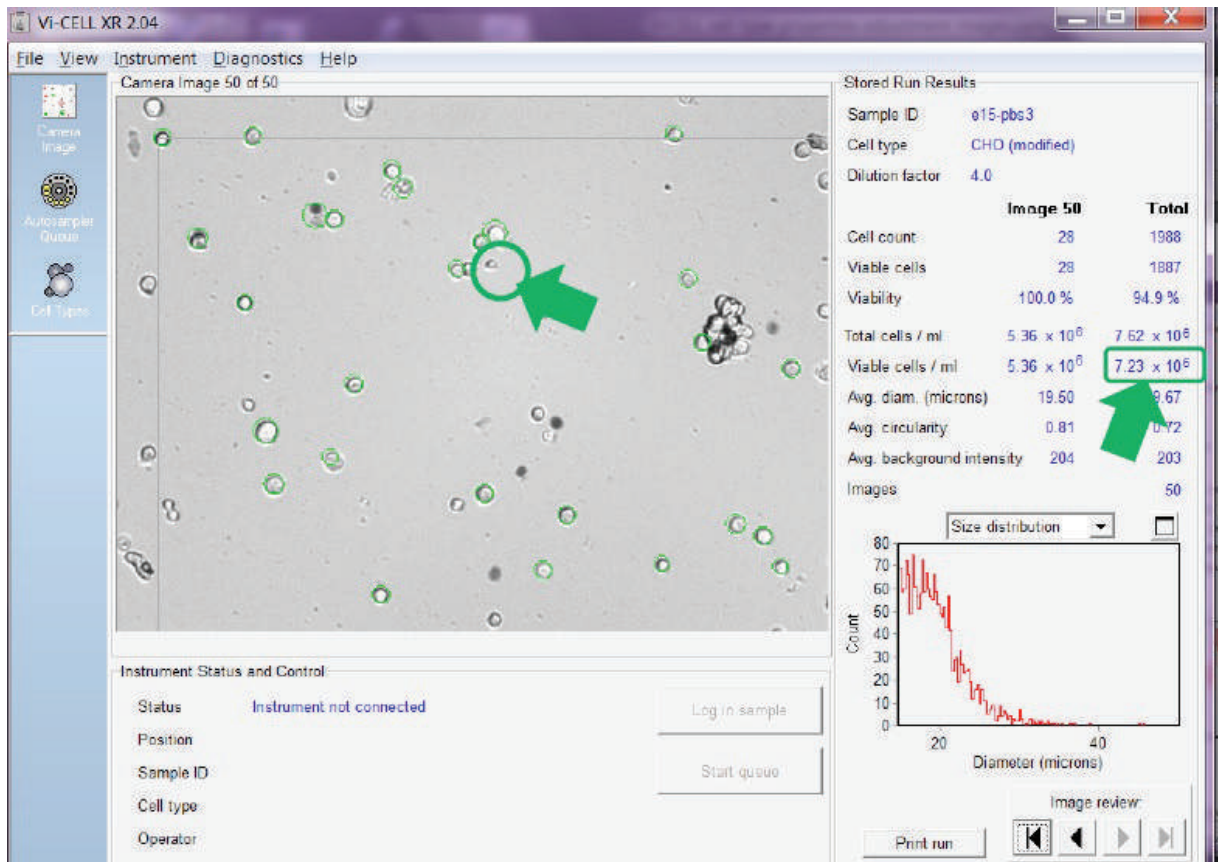 Vi-CELL XR 2.04
File View Instrument Diagnostics Help
Camera Image
Autosampler Queue
Cell Types
Camera Image 50 of 50
Stored Run Results
Sample ID e15-pbs3
Cell type CHO (modified)
Dilution factor 4.0
Image 50 Total
Cell count 28 1988
Viable cells 28 1887
Viability 100.0 % 94.9 %
Total cells / ml 5.36 x 10⁶ 7.62 x 10⁶
Viable cells / ml 5.36 x 10⁶ 7.23 x 10⁶
Avg. diam. (microns) 19.50 9.67
Avg. circularity 0.81 0.72
Avg. background intensity 204 203
Images 50
Size distribution
80
70
60
50
40
30
20
10
0
Count
20 40
Diameter (microns)
Image review:
Print run
Instrument Status and Control
Status Instrument not connected
Position
Sample ID
Cell type
Operator
Log in sample
Start queue